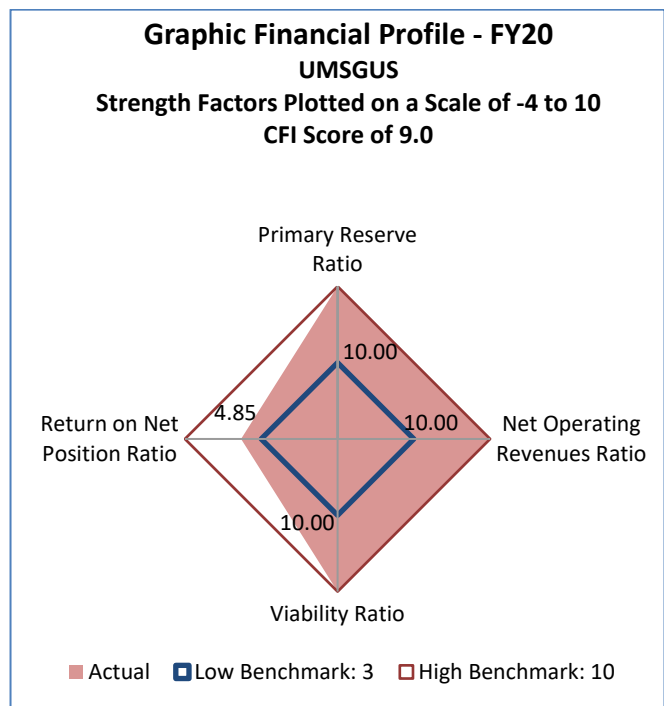 Graphic Financial Profile - FY20
UMSGUS
Strength Factors Plotted on a Scale of -4 to 10
CFI Score of 9.0
Primary Reserve
Ratio
10.00
4.85
10.00
Return on Net
Position Ratio
Net Operating
Revenues Ratio
10.00
Viability Ratio
Actual
Low Benchmark: 3
High Benchmark: 10